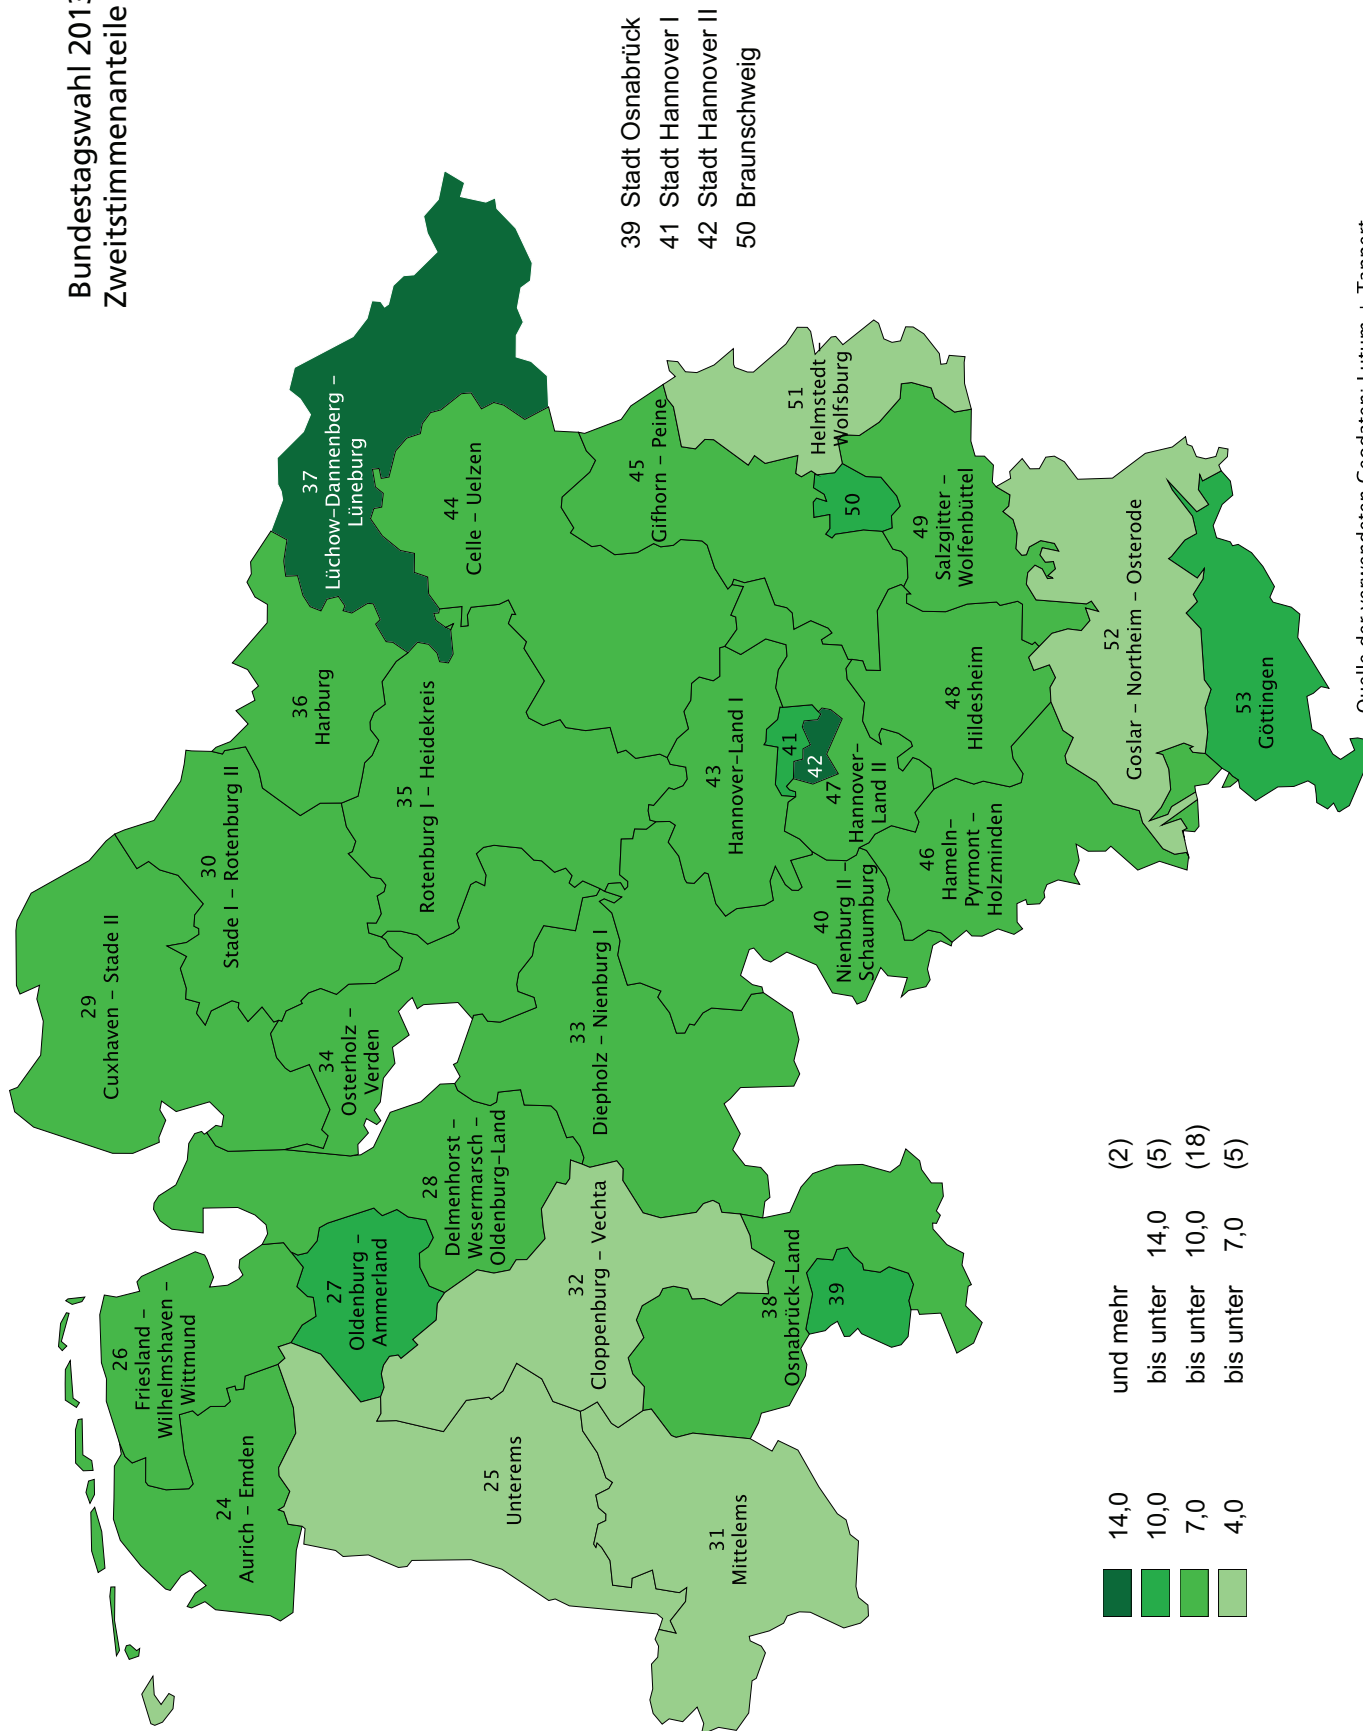 Bundestagswahl 2013
Zweitstimmenanteile
39 Stadt Osnabrück
41 Stadt Hannover I
42 Stadt Hannover II
50 Braunschweig
24
Aurich – Emden
25
Unterems
26
Friesland –
Wilhelmshaven –
Wittmund
27
Oldenburg –
Ammerland
28
Delmenhorst –
Wesermarsch –
Oldenburg–Land
29
Cuxhaven – Stade II
30
Stade I – Rotenburg II
31
Mittelems
32
Cloppenburg – Vechta
33
Diepholz – Nienburg I
34
Osterholz –
Verden
35
Rotenburg I – Heidekreis
36
Harburg
37
Lüchow–Dannenberg –
Lüneburg
38
Osnabrück–Land
39
40
Nienburg II –
Schaumburg
41
42
43
Hannover–Land I
44
Celle – Uelzen
45
Gifhorn – Peine
46
Hameln–
Pyrmont –
Holzminden
47
Hannover–
Land II
48
Hildesheim
49
Salzgitter –
Wolfenbüttel
50
51
Helmstedt –
Wolfsburg
52
Goslar – Northeim – Osterode
53
Göttingen
14,0 und mehr (2)
10,0 bis unter 14,0 (5)
7,0 bis unter 10,0 (18)
4,0 bis unter 7,0 (5)